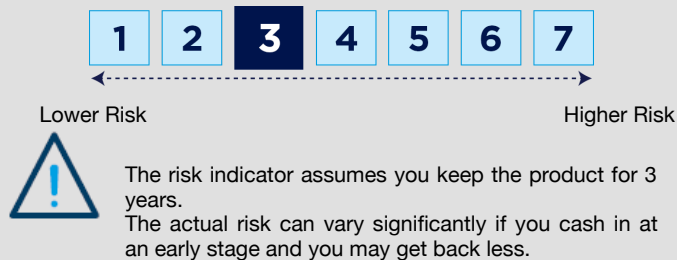 1 2 3 4 5 6 7
Lower Risk Higher Risk
!
The risk indicator assumes you keep the product for 3
years.
The actual risk can vary significantly if you cash in at
an early stage and you may get back less.